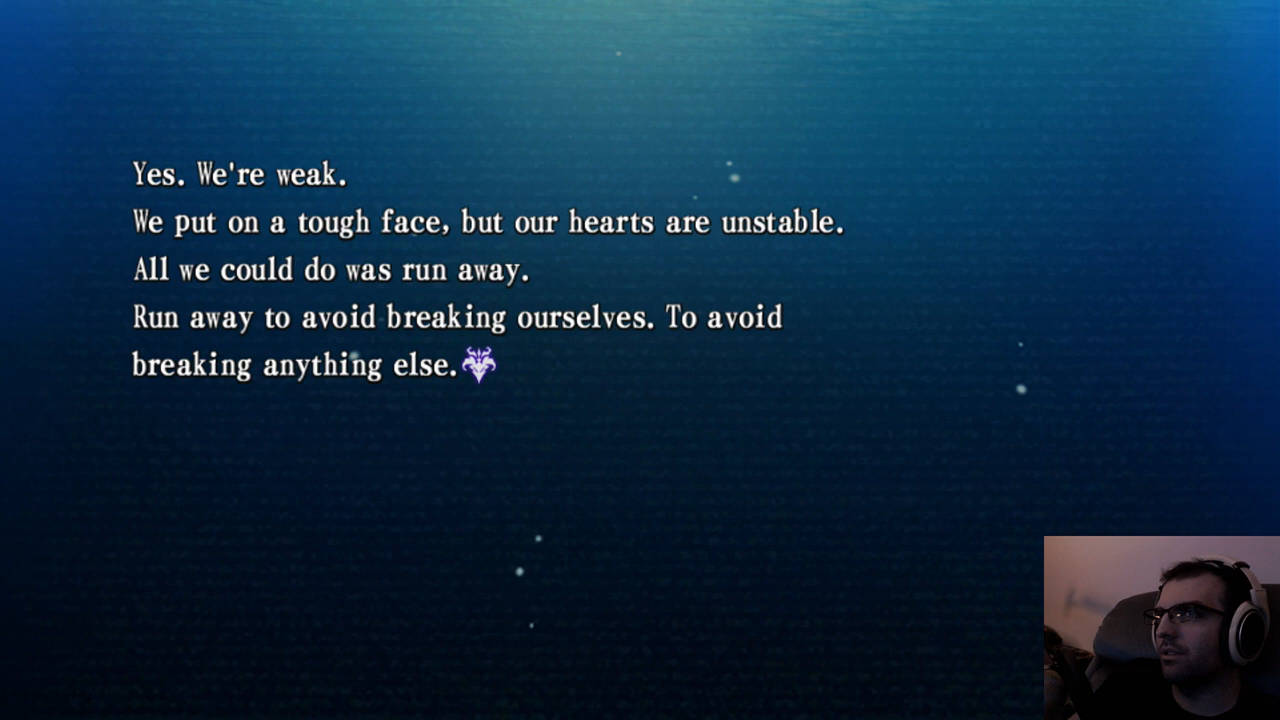 Yes. We're weak.
We put on a tough face, but our hearts are unstable.
All we could do was run away.
Run away to avoid breaking ourselves. To avoid
breaking anything else.